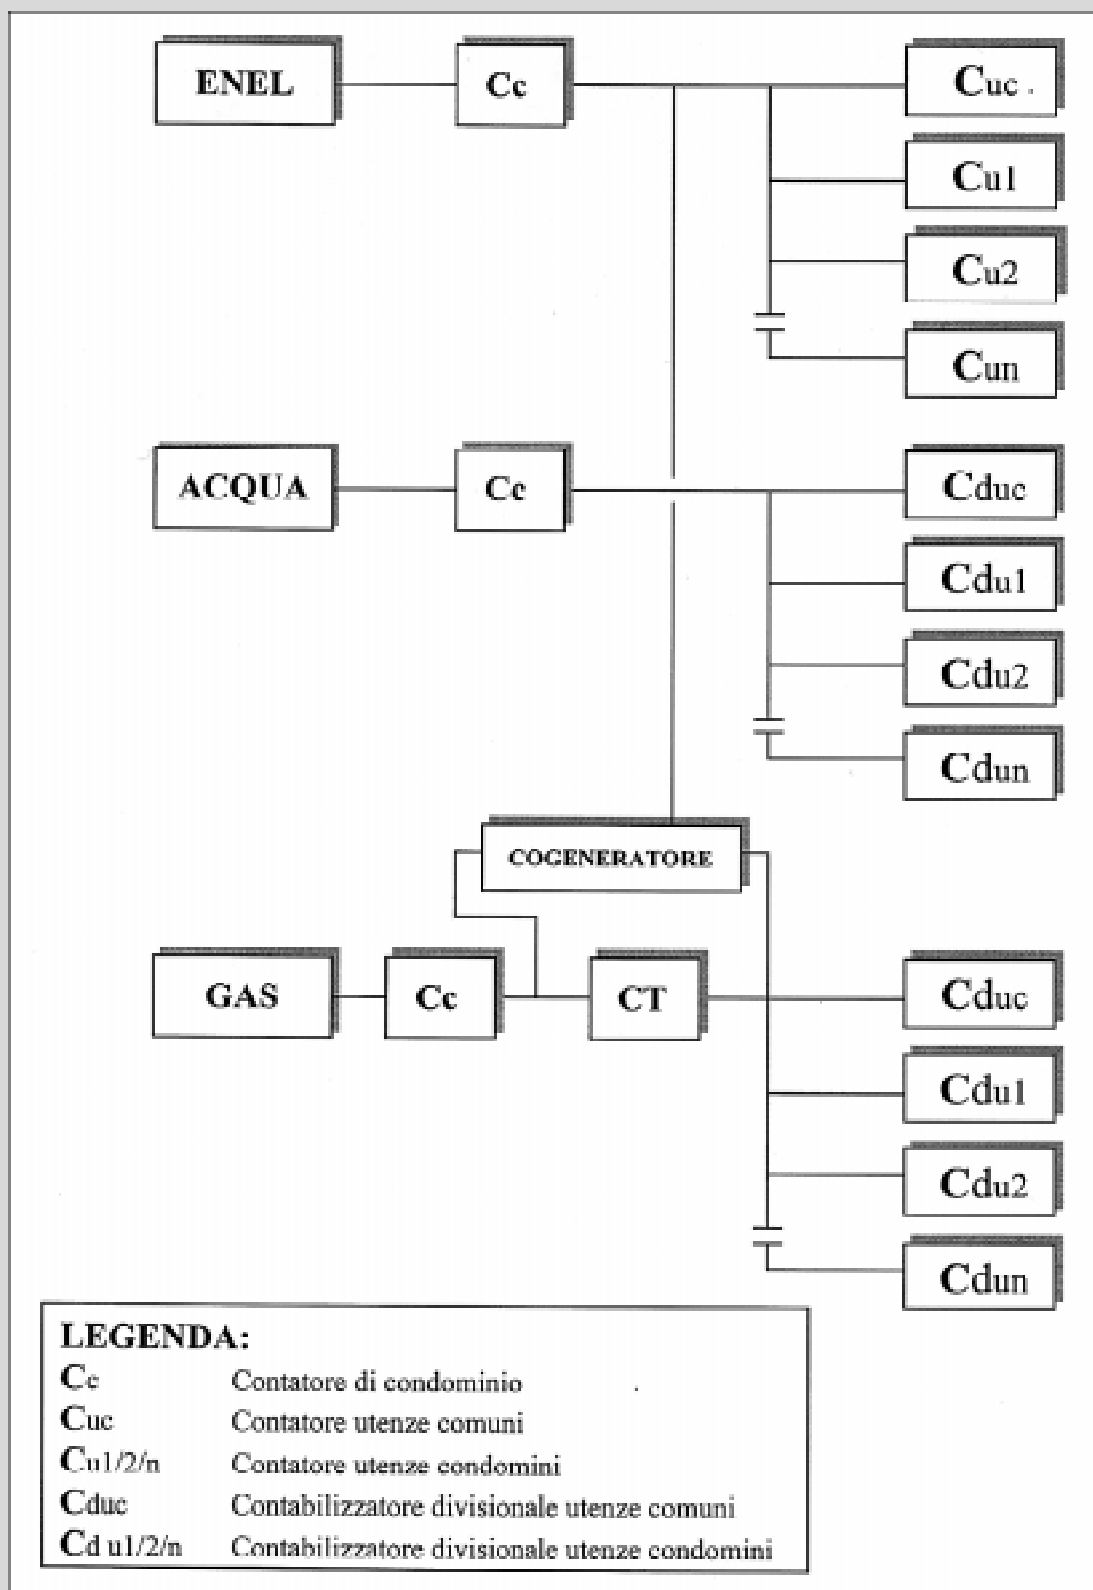 ENEL Cc Cuc
Cu1
Cu2
Cun
ACQUA Cc Cduc
Cdu1
Cdu2
Cdun
COGENERATORE
GAS Cc CT Cduc
Cdu1
Cdu2
Cdun
LEGENDA:
Cc Contatore di condominio
Cuc Contatore utenze comuni
Cu1/2/n Contatore utenze condomini
Cduc Contabilizzatore divisionale utenze comuni
Cd u1/2/n Contabilizzatore divisionale utenze condomini